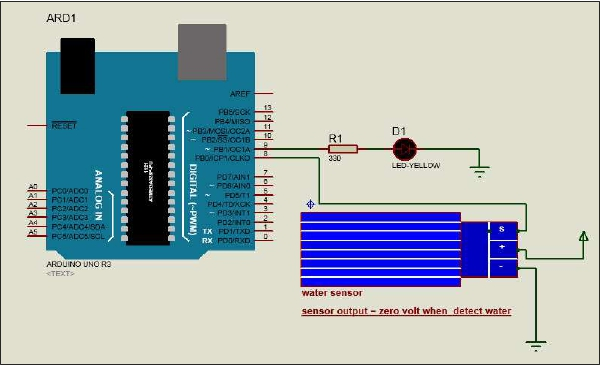 ARD1
AREF
RESET
PB5/SCK 13
PB4/MISO 12
~ PB3/MOSI/OC2A 11
~ PB2/SS/OC1B 10
~ PB1/OC1A 9
PB0/ICP1/CLKO 8
PD7/AIN1 7
~ PD6/AIN0 6
~ PD5/T1 5
PD4/T0/XCK 4
~ PD3/INT1 3
PD2/INT0 2
TX PD1/TXD 1
RX PD0/RXD 0
A0 PC0/ADC0
A1 PC1/ADC1
A2 PC2/ADC2
A3 PC3/ADC3
A4 PC4/ADC4/SDA
A5 PC5/ADC5/SCL
ANALOG IN
DIGITAL (~PWM)
ARDUINO UNO R3
<TEXT>
R1
330
D1
LED-YELLOW
S
+
-
water sensor
sensor output = zero volt when detect water